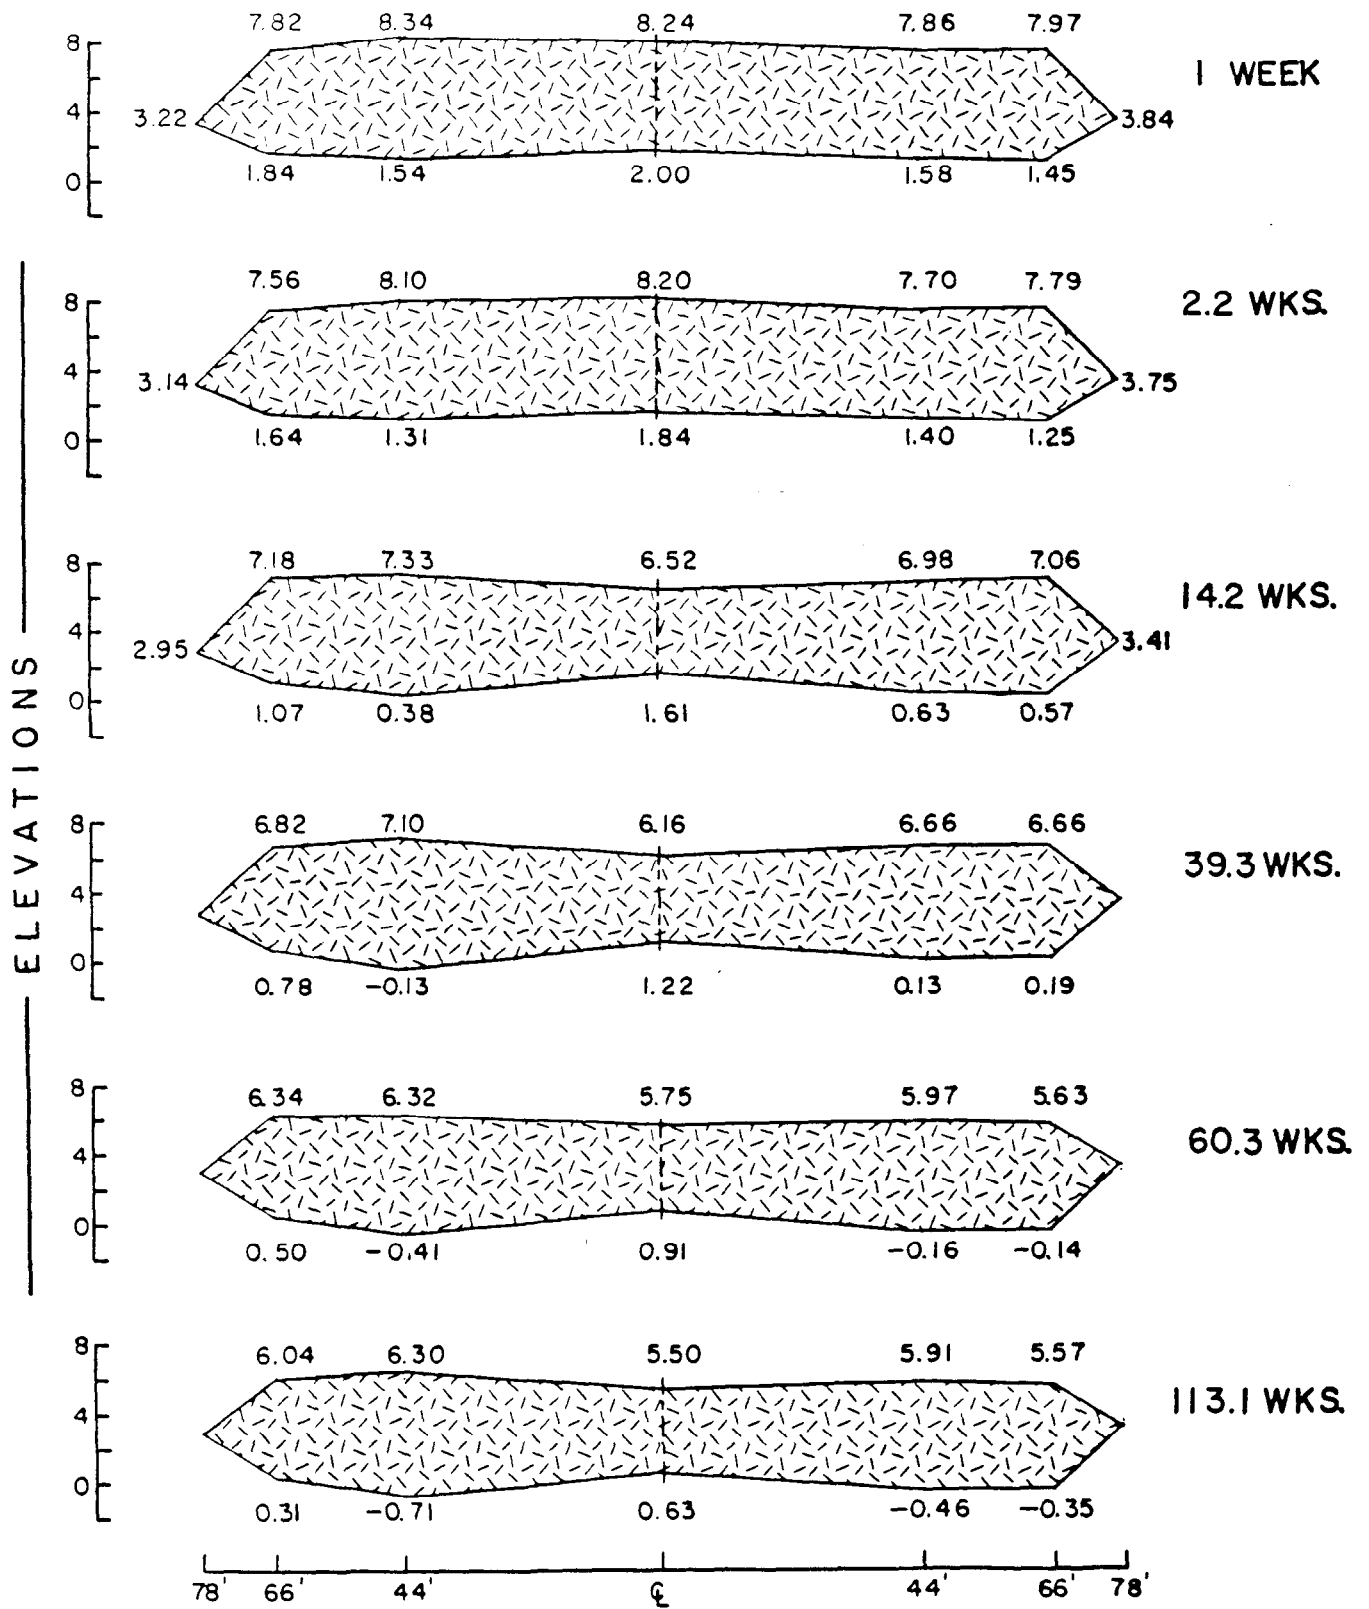 7.82 8.34 8.24 7.86 7.97
8
1 WEEK
4
3.22 3.84
0
1.84 1.54 2.00 1.58 1.45
7.56 8.10 8.20 7.70 7.79
8
2.2 WKS.
4
3.14 3.75
0
1.64 1.31 1.84 1.40 1.25
7.18 7.33 6.52 6.98 7.06
8
14.2 WKS.
4
2.95 3.41
0
1.07 0.38 1.61 0.63 0.57
ELEVATIONS
6.82 7.10 6.16 6.66 6.66
8
39.3 WKS.
4
0
0.78 -0.13 1.22 0.13 0.19
6.34 6.32 5.75 5.97 5.63
8
60.3 WKS.
4
0
0.50 -0.41 0.91 -0.16 -0.14
6.04 6.30 5.50 5.91 5.57
8
113.1 WKS.
4
0
0.31 -0.71 0.63 -0.46 -0.35
78' 66' 44' ℄ 44' 66' 78'